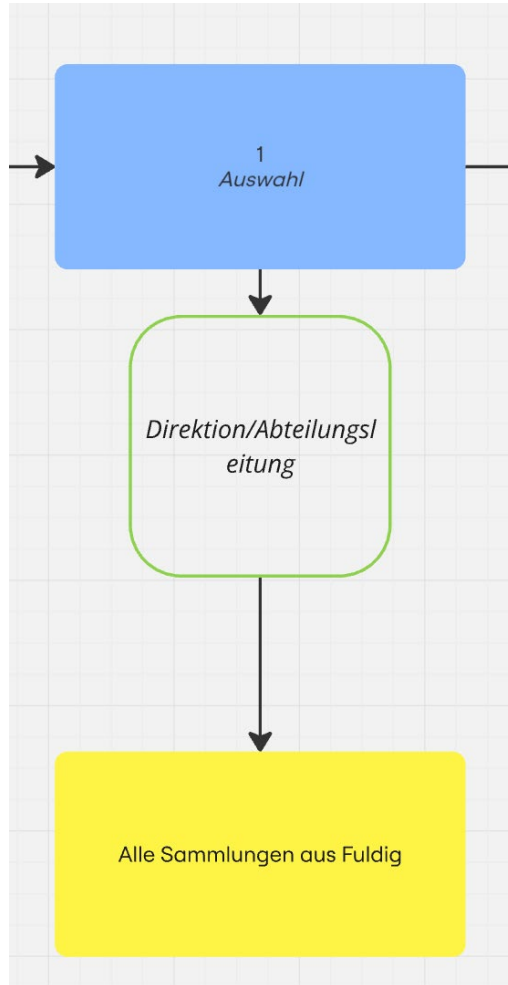 1
Auswahl
Direktion/Abteilungsl
eitung
Alle Sammlungen aus Fuldig